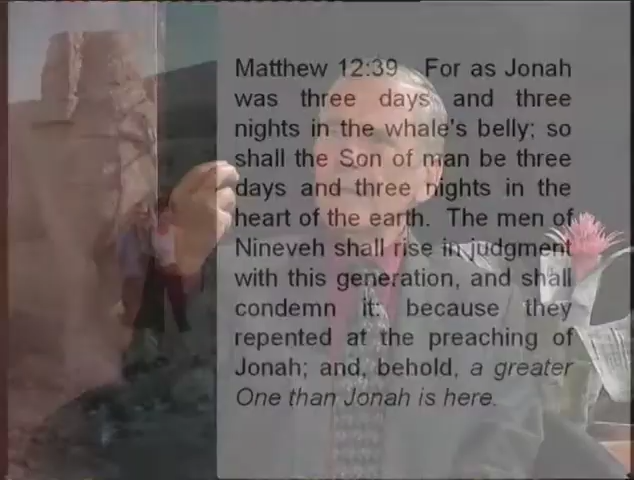 Matthew 12:39 For as Jonah
was three days and three
nights in the whale's belly; so
shall the Son of man be three
days and three nights in the
heart of the earth. The men of
Nineveh shall rise in judgment
with this generation, and shall
condemn it: because they
repented at the preaching of
Jonah; and, behold, a greater
One than Jonah is here.